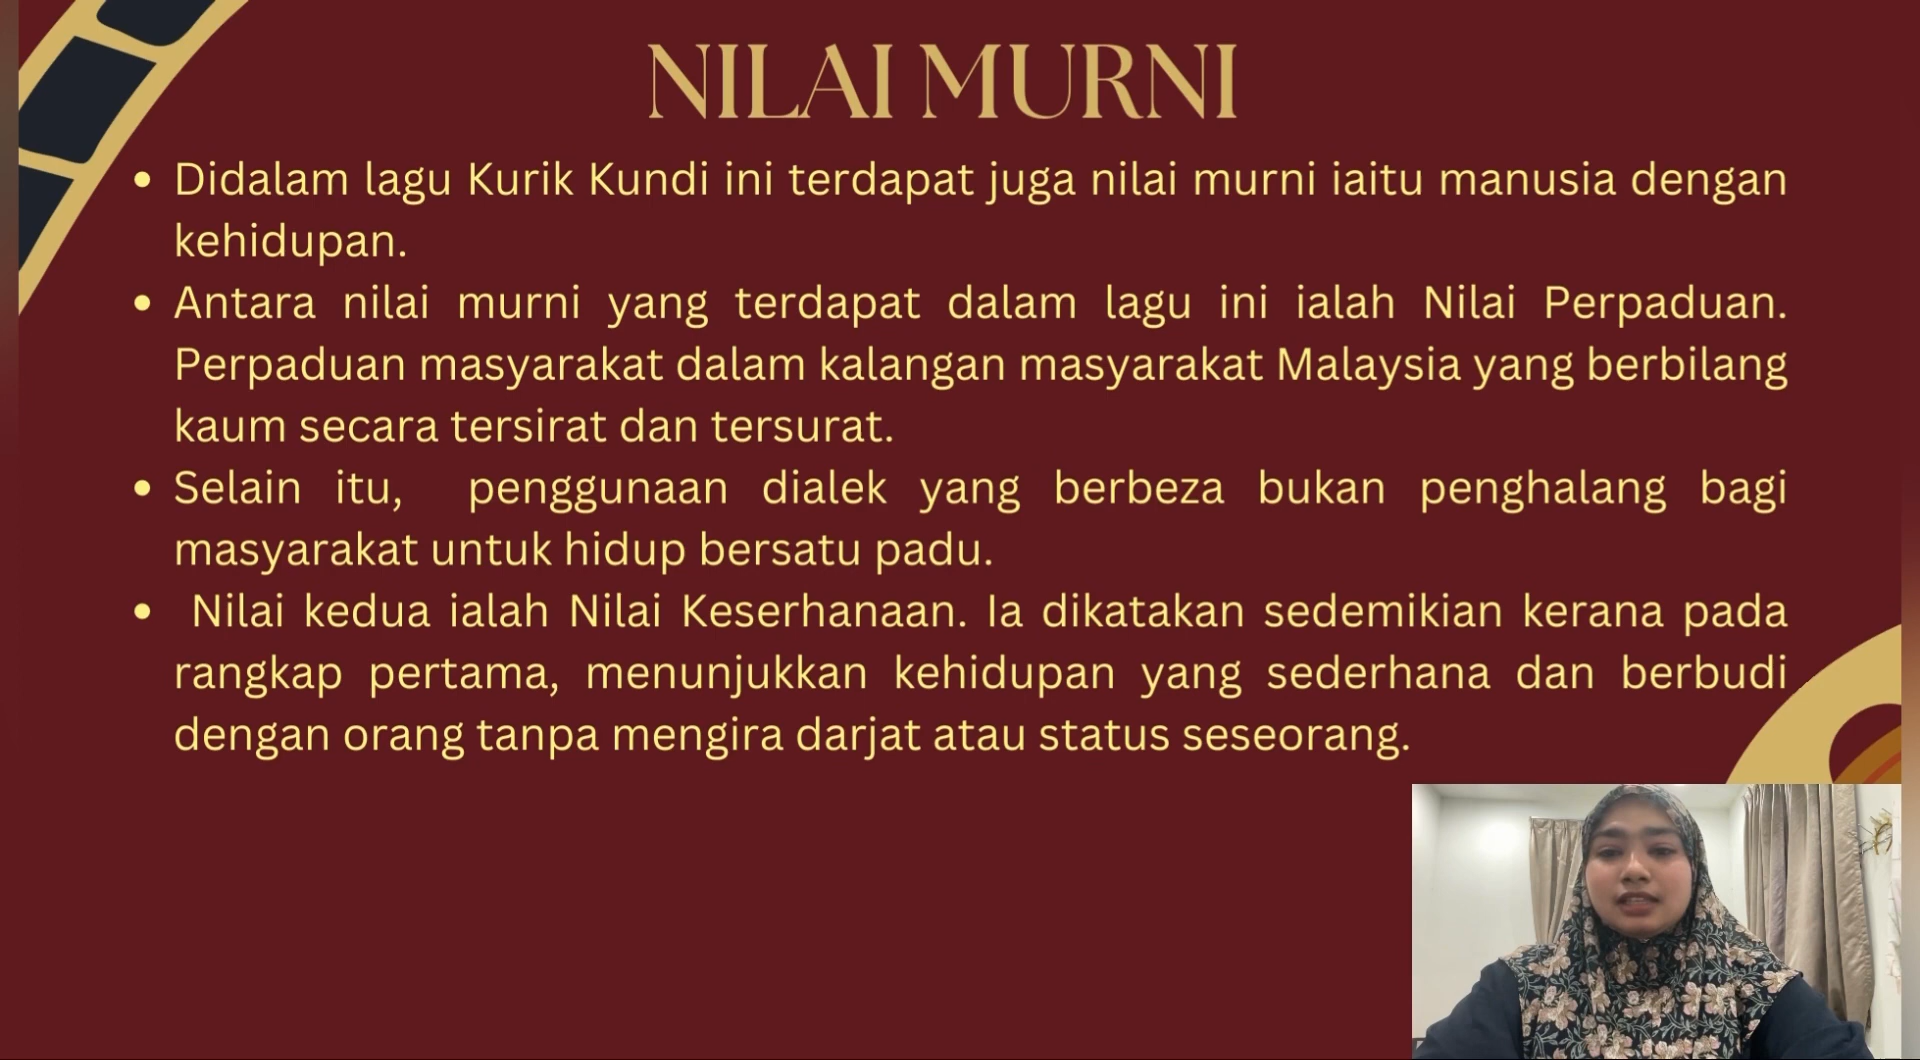 NILAI MURNI
• Didalam lagu Kurik Kundi ini terdapat juga nilai murni iaitu manusia dengan
kehidupan.
• Antara nilai murni yang terdapat dalam lagu ini ialah Nilai Perpaduan.
Perpaduan masyarakat dalam kalangan masyarakat Malaysia yang berbilang
kaum secara tersirat dan tersurat.
• Selain itu, penggunaan dialek yang berbeza bukan penghalang bagi
masyarakat untuk hidup bersatu padu.
• Nilai kedua ialah Nilai Keserhanaan. Ia dikatakan sedemikian kerana pada
rangkap pertama, menunjukkan kehidupan yang sederhana dan berbudi
dengan orang tanpa mengira darjat atau status seseorang.